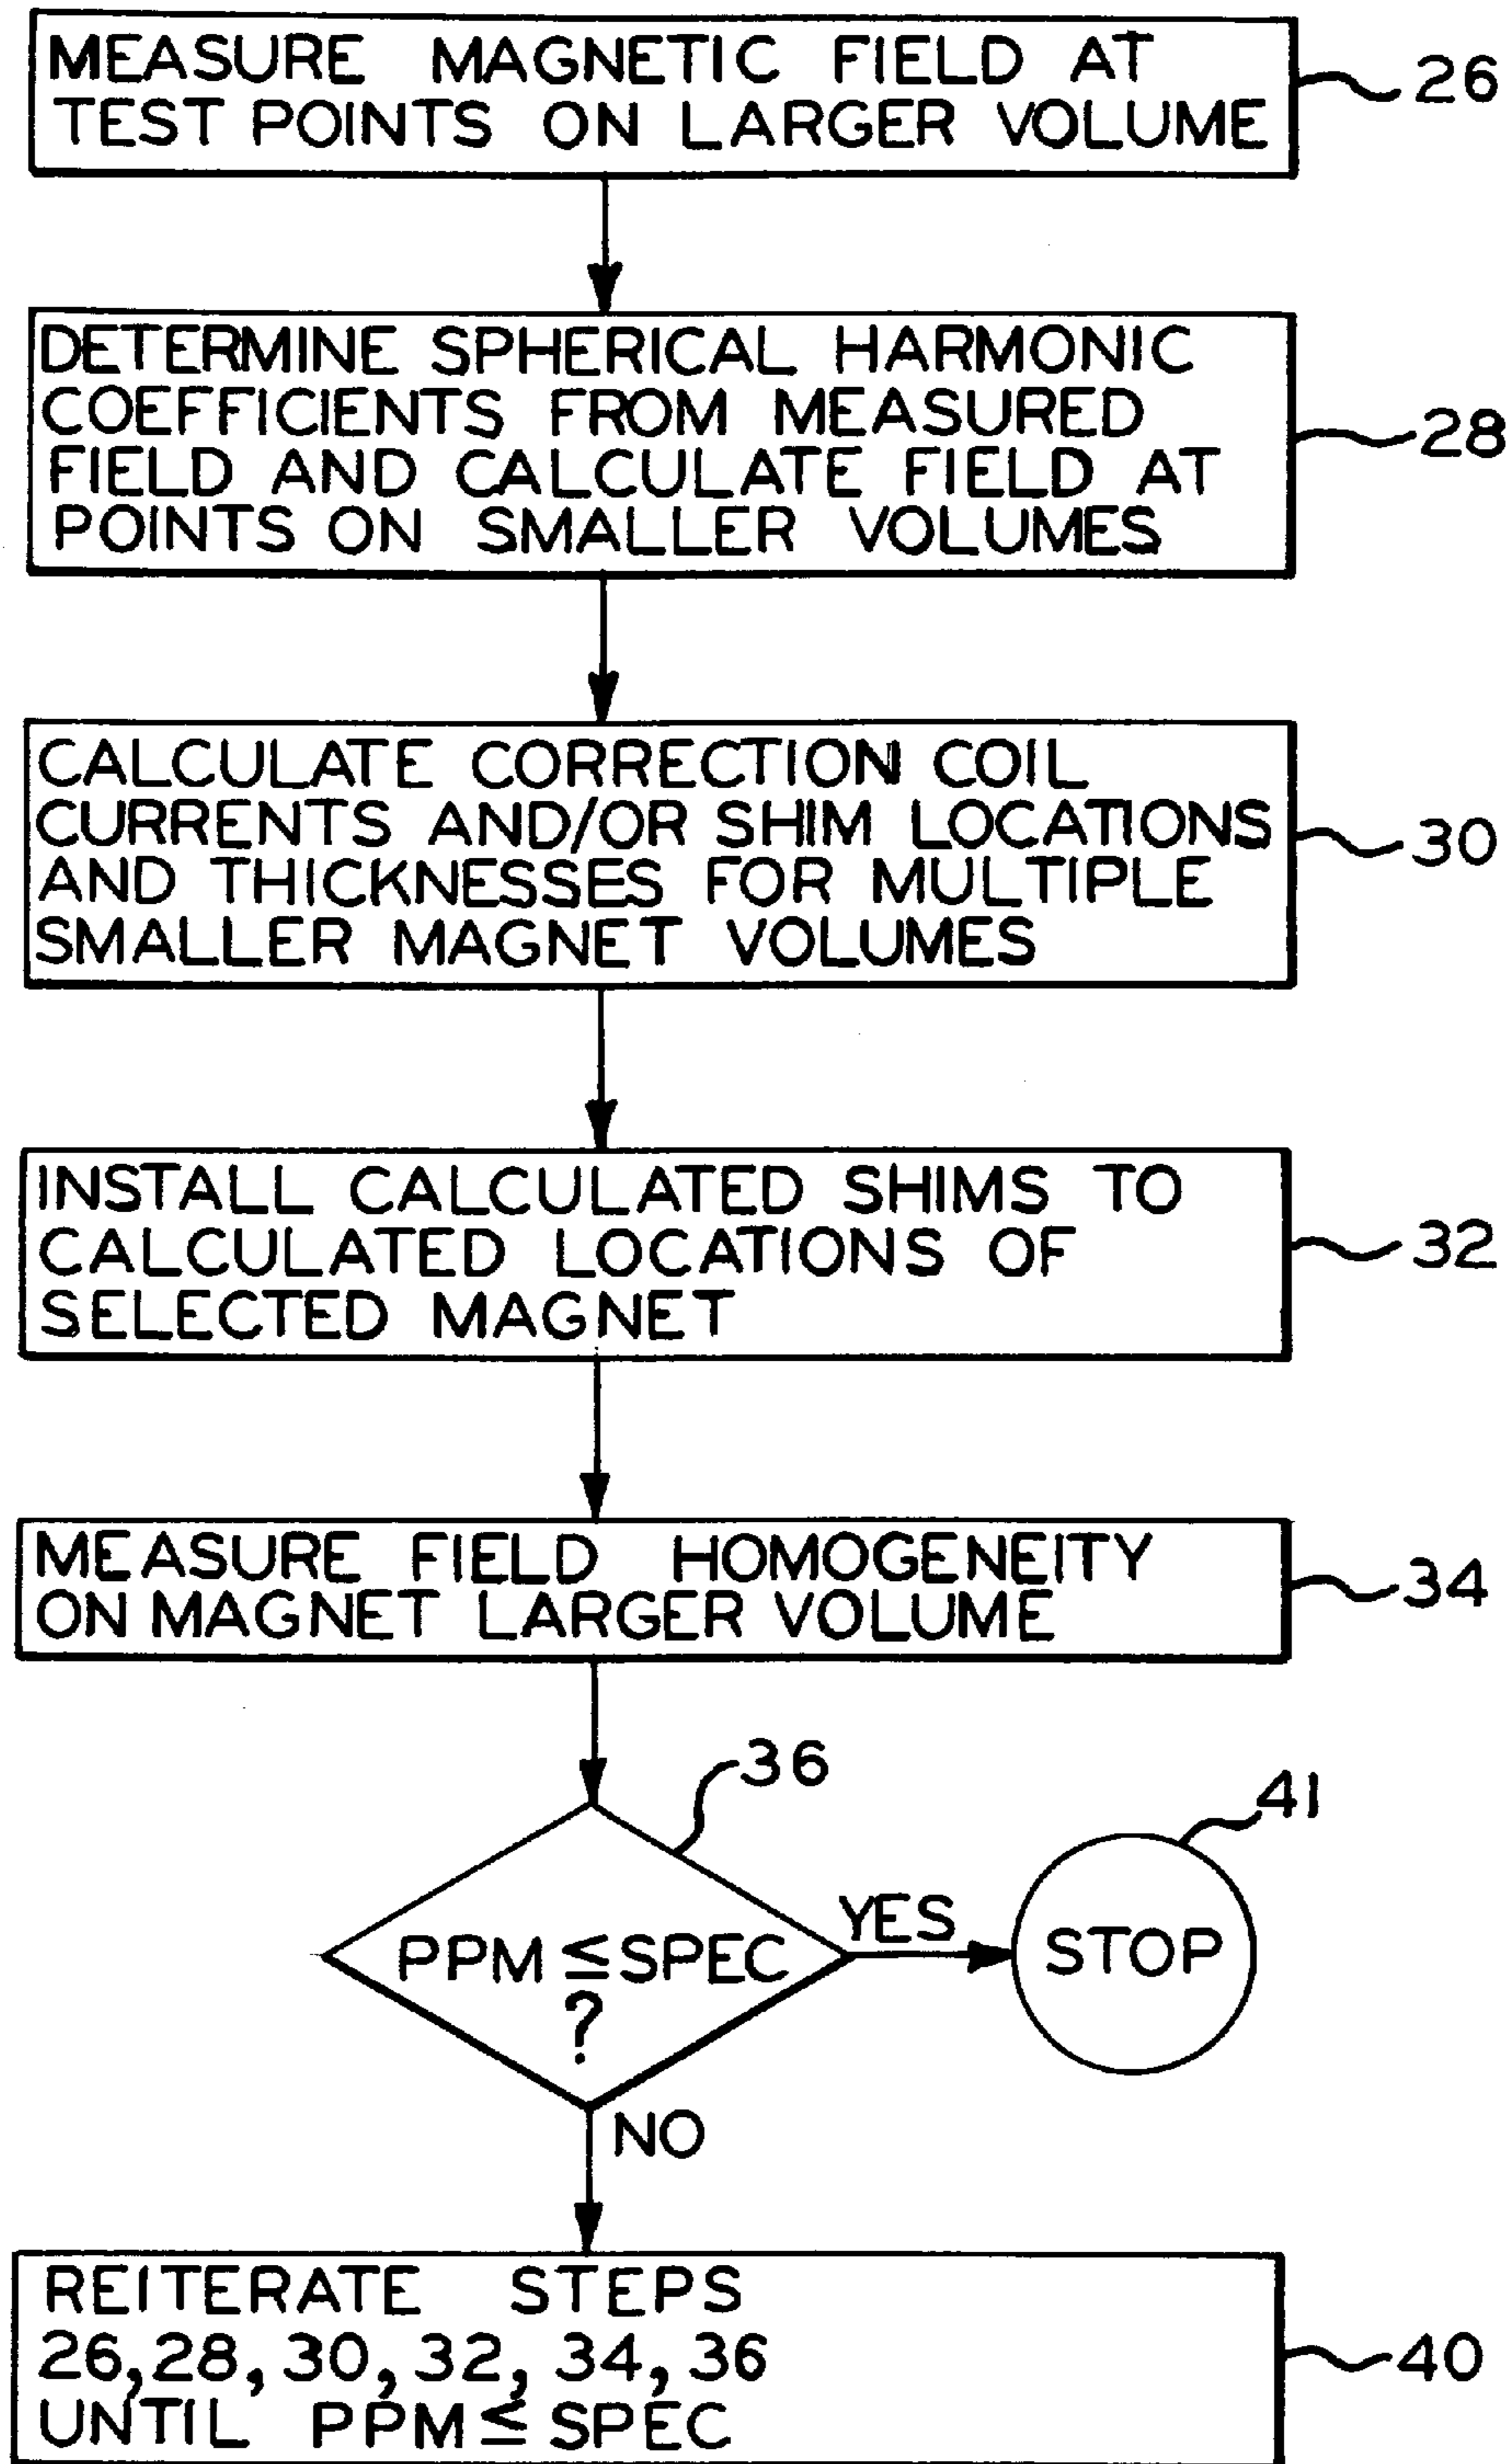 MEASURE MAGNETIC FIELD AT
TEST POINTS ON LARGER VOLUME
26
DETERMINE SPHERICAL HARMONIC
COEFFICIENTS FROM MEASURED
FIELD AND CALCULATE FIELD AT
POINTS ON SMALLER VOLUMES
28
CALCULATE CORRECTION COIL
CURRENTS AND/OR SHIM LOCATIONS
AND THICKNESSES FOR MULTIPLE
SMALLER MAGNET VOLUMES
30
INSTALL CALCULATED SHIMS TO
CALCULATED LOCATIONS OF
SELECTED MAGNET
32
MEASURE FIELD HOMOGENEITY
ON MAGNET LARGER VOLUME
34
36
PPM ≤ SPEC
?
YES
41
STOP
NO
REITERATE STEPS
26, 28, 30, 32, 34, 36
UNTIL PPM ≤ SPEC
40